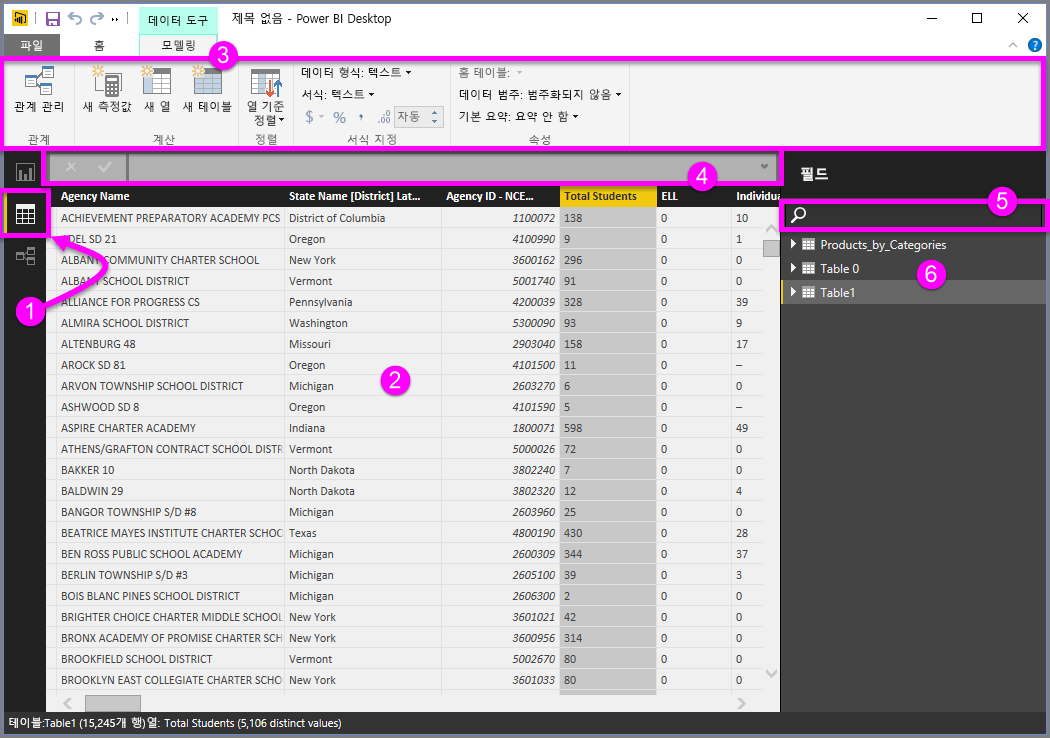 데이터 도구
제목 없음 - Power BI Desktop
파일
홈
모델링
?
3
관계 관리
새 측정값
새 열
새 테이블
열 기준
정렬
데이터 형식: 텍스트
서식: 텍스트
$ % , .00 자동
홈 테이블:
데이터 범주: 범주화되지 않음
기본 요약: 요약 안 함
관계
계산
정렬
서식 지정
속성
4
필드
5
Agency Name State Name [District] Lat... Agency ID - NCE... Total Students ELL Individua
ACHIEVEMENT PREPARATORY ACADEMY PCS District of Columbia 1100072 138 0 10
ADEL SD 21 Oregon 4100990 9 0 1
ALBANY COMMUNITY CHARTER SCHOOL New York 3600162 296 0 0
ALBANY SCHOOL DISTRICT Vermont 5001740 91 0 0
ALLIANCE FOR PROGRESS CS Pennsylvania 4200039 328 0 39
ALMIRA SCHOOL DISTRICT Washington 5300090 93 0 9
ALTENBURG 48 Missouri 2903040 158 0 17
AROCK SD 81 Oregon 4101500 11 0 –
ARVON TOWNSHIP SCHOOL DISTRICT Michigan 2603270 6 0 0
ASHWOOD SD 8 Oregon 4101590 5 0 –
ASPIRE CHARTER ACADEMY Indiana 1800071 598 0 49
ATHENS/GRAFTON CONTRACT SCHOOL DISTR Vermont 5000026 72 0 0
BAKKER 10 North Dakota 3802240 7 0 0
BALDWIN 29 North Dakota 3802320 12 0 4
BANGOR TOWNSHIP S/D #8 Michigan 2603960 25 0 0
BEATRICE MAYES INSTITUTE CHARTER SCHOC Texas 4800190 430 0 28
BEN ROSS PUBLIC SCHOOL ACADEMY Michigan 2600309 344 0 37
BERLIN TOWNSHIP S/D #3 Michigan 2605100 39 0 3
BOIS BLANC PINES SCHOOL DISTRICT Michigan 2606300 2 0 0
BRIGHTER CHOICE CHARTER MIDDLE SCHOOL New York 3601021 42 0 0
BRONX ACADEMY OF PROMISE CHARTER SCH New York 3600956 314 0 0
BROOKFIELD SCHOOL DISTRICT Vermont 5002670 80 0 0
BROOKLYN EAST COLLEGIATE CHARTER SCHO New York 3601033 80 0 0
1
2
Products_by_Categories
Table 0
Table1
6
테이블:Table1 (15,245개 행)열: Total Students (5,106 distinct values)